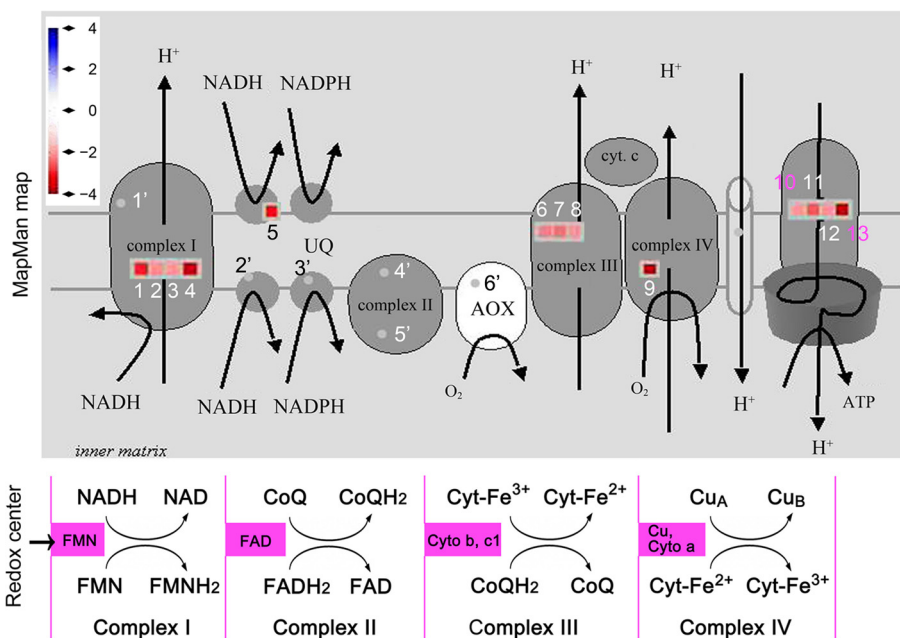 MapMan map
4
2
0
−2
−4
H+
NADH
NADPH
H+
H+
cyt. c
1’
complex I
5
UQ
6 7 8
complex III
complex IV
10 11
12 13
1 2 3 4
2’
3’
4’
complex II
5’
6’
AOX
9
NADH
NADH
NADPH
O2
O2
H+
ATP
H+
inner matrix
Redox center
NADH NAD
FMN
FMN FMNH2
Complex I
CoQ CoQH2
FAD
FADH2 FAD
Complex II
Cyt-Fe3+ Cyt-Fe2+
Cyto b, c1
CoQH2 CoQ
Complex III
CuA CuB
Cu,
Cyto a
Cyt-Fe2+ Cyt-Fe3+
Complex IV